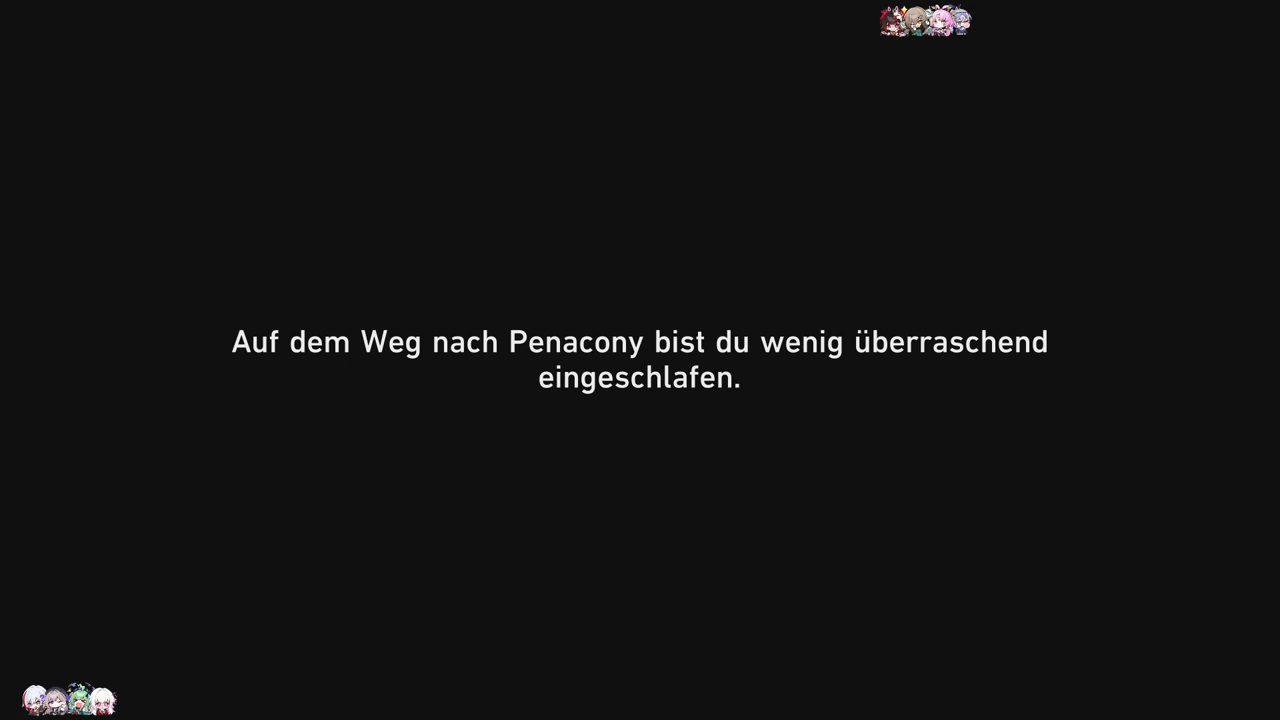 Auf dem Weg nach Penacony bist du wenig überraschend
eingeschlafen.